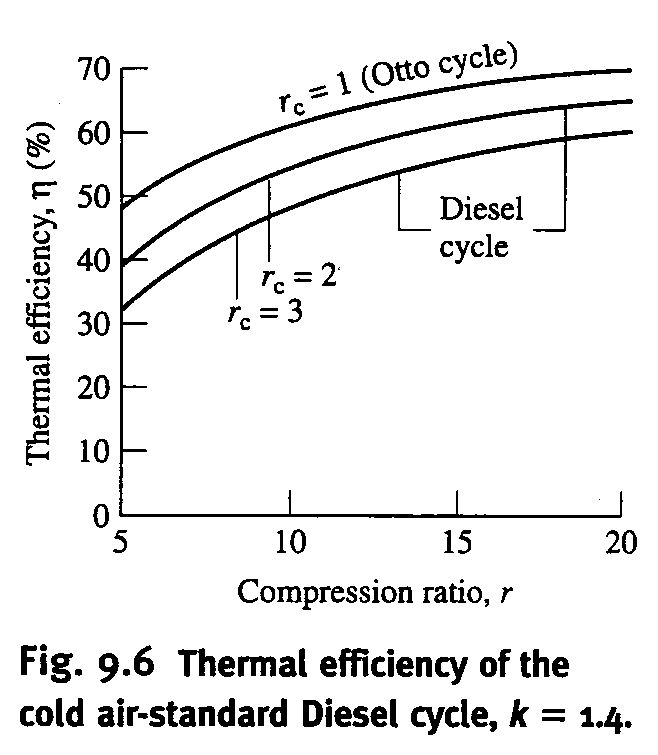 70
60
50
40
30
20
10
0
Thermal efficiency, η (%)
r_c = 1 (Otto cycle)
Diesel
cycle
r_c = 2
r_c = 3
5 10 15 20
Compression ratio, r
Fig. 9.6 Thermal efficiency of the
cold air-standard Diesel cycle, k = 1.4.